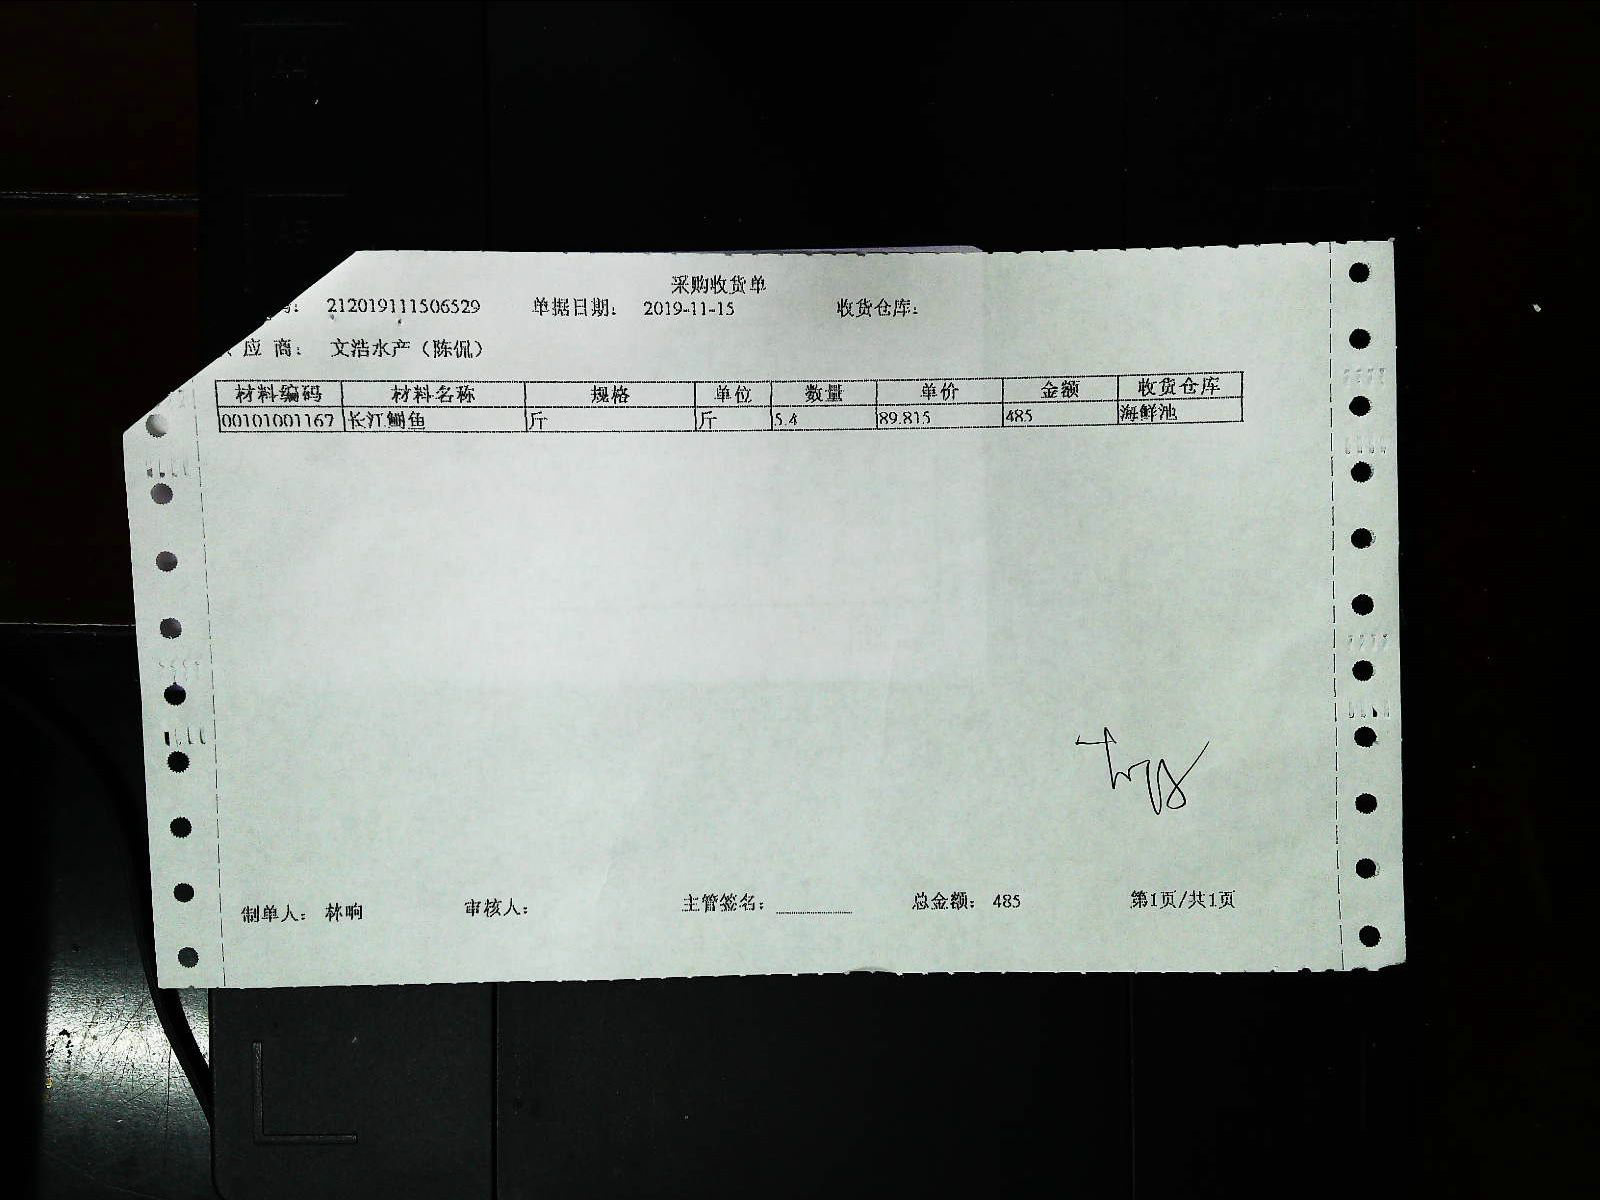 采购收货单
号： 212019111506529 单据日期： 2019-11-15 收货仓库：
应 商： 文浩水产（陈侃）
材料编码 材料名称 规格 单位 数量 单价 金额 收货仓库
00101001167 长江鮰鱼 斤 斤 5.4 89.815 485 海鲜池
制单人： 林响 审核人： 主管签名： 总金额： 485 第1页/共1页